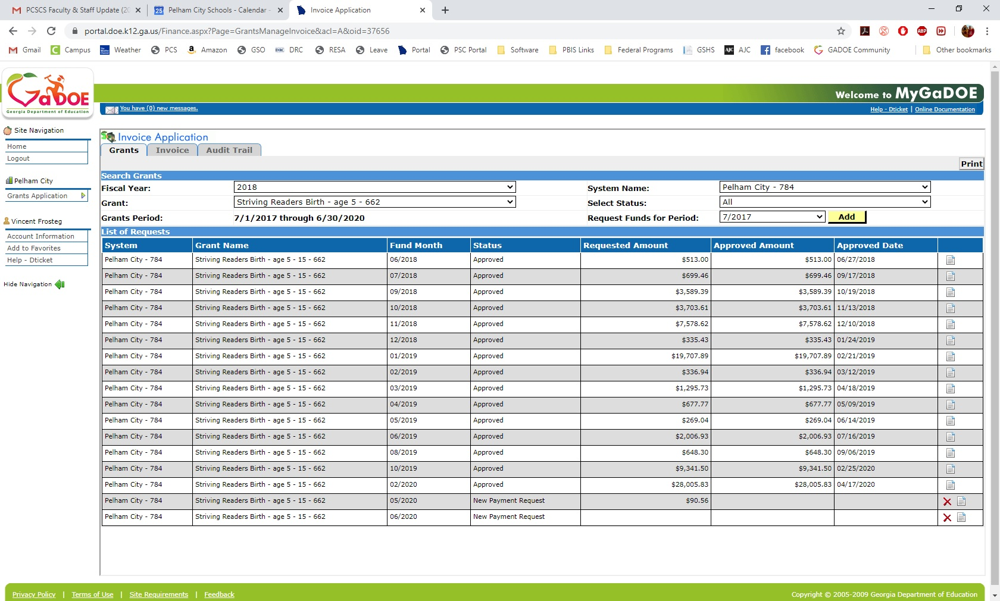 PCSCS Faculty & Staff Update (20
Pelham City Schools - Calendar -
Invoice Application
portal.doe.k12.ga.us/Finance.aspx?Page=GrantsManageInvoice&acl=A&oid=37656
Gmail Campus Weather PCS Amazon GSO DRC DRC RESA Leave Portal PSC Portal Software PBIS Links Federal Programs GSHS AJC AJC facebook GADOE Community Other bookmarks
ABP
GaDOE
Georgia Department of Education
Welcome to MyGaDOE
You have (0) new messages.
Help - Dticket | Online Documentation
Site Navigation
Home
Logout
Pelham City
Grants Application
Vincent Frosteg
Account Information
Add to Favorites
Help - Dticket
Hide Navigation
Invoice Application
Grants Invoice Audit Trail
Print
Search Grants
Fiscal Year: 2018 System Name: Pelham City - 784
Grant: Striving Readers Birth - age 5 - 662 Select Status: All
Grants Period: 7/1/2017 through 6/30/2020 Request Funds for Period: 7/2017 Add
List of Requests
System Grant Name Fund Month Status Requested Amount Approved Amount Approved Date
Pelham City - 784 Striving Readers Birth - age 5 - 15 - 662 06/2018 Approved $513.00 $513.00 06/27/2018
Pelham City - 784 Striving Readers Birth - age 5 - 15 - 662 07/2018 Approved $699.46 $699.46 09/17/2018
Pelham City - 784 Striving Readers Birth - age 5 - 15 - 662 09/2018 Approved $3,589.39 $3,589.39 10/19/2018
Pelham City - 784 Striving Readers Birth - age 5 - 15 - 662 10/2018 Approved $3,703.61 $3,703.61 11/13/2018
Pelham City - 784 Striving Readers Birth - age 5 - 15 - 662 11/2018 Approved $7,578.62 $7,578.62 12/10/2018
Pelham City - 784 Striving Readers Birth - age 5 - 15 - 662 12/2018 Approved $335.43 $335.43 01/24/2019
Pelham City - 784 Striving Readers Birth - age 5 - 15 - 662 01/2019 Approved $19,707.89 $19,707.89 02/21/2019
Pelham City - 784 Striving Readers Birth - age 5 - 15 - 662 02/2019 Approved $336.94 $336.94 03/12/2019
Pelham City - 784 Striving Readers Birth - age 5 - 15 - 662 03/2019 Approved $1,295.73 $1,295.73 04/18/2019
Pelham City - 784 Striving Readers Birth - age 5 - 15 - 662 04/2019 Approved $677.77 $677.77 05/09/2019
Pelham City - 784 Striving Readers Birth - age 5 - 15 - 662 05/2019 Approved $269.04 $269.04 06/14/2019
Pelham City - 784 Striving Readers Birth - age 5 - 15 - 662 06/2019 Approved $2,006.93 $2,006.93 07/16/2019
Pelham City - 784 Striving Readers Birth - age 5 - 15 - 662 08/2019 Approved $648.30 $648.30 09/06/2019
Pelham City - 784 Striving Readers Birth - age 5 - 15 - 662 10/2019 Approved $9,341.50 $9,341.50 02/25/2020
Pelham City - 784 Striving Readers Birth - age 5 - 15 - 662 02/2020 Approved $28,005.83 $28,005.83 04/17/2020
Pelham City - 784 Striving Readers Birth - age 5 - 15 - 662 05/2020 New Payment Request $90.56
Pelham City - 784 Striving Readers Birth - age 5 - 15 - 662 06/2020 New Payment Request
Privacy Policy | Terms of Use | Site Requirements | Feedback
Copyright © 2005-2009 Georgia Department of Education